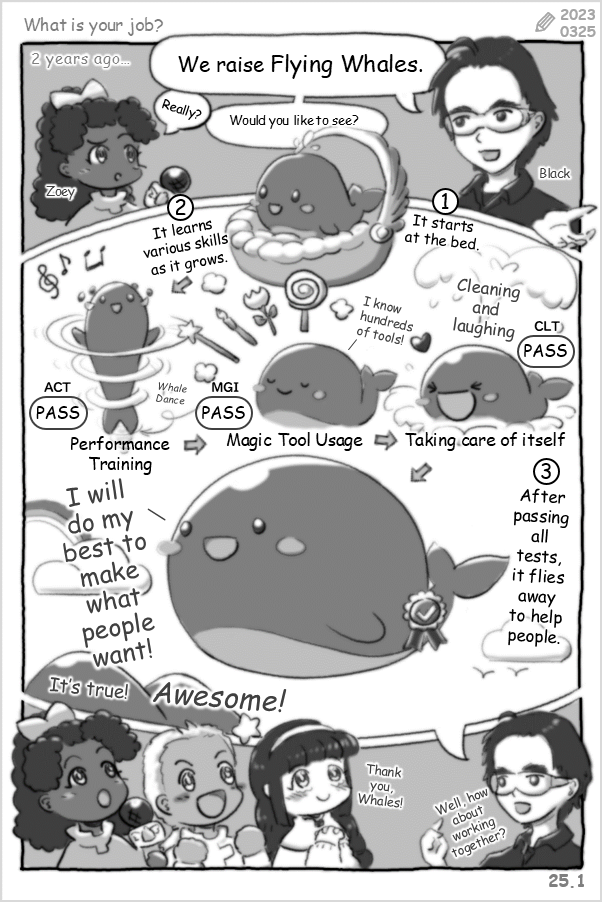 What is your job?
2023
0325
2 years ago...
We raise Flying Whales.
Really?
Would you like to see?
Zoey
Black
1
It starts
at the bed.
2
It learns
various skills
as it grows.
I know
hundreds
of tools!
Cleaning
and
laughing
CLT
PASS
Whale
Dance
ACT
PASS
MGI
PASS
Performance
Training
Magic Tool Usage
Taking care of itself
3
After
passing
all
tests,
it flies
away
to help
people.
I will
do my
best to
make
what
people
want!
It's true!
Awesome!
Thank
you,
Whales!
Well, how
about
working
together?
25.1